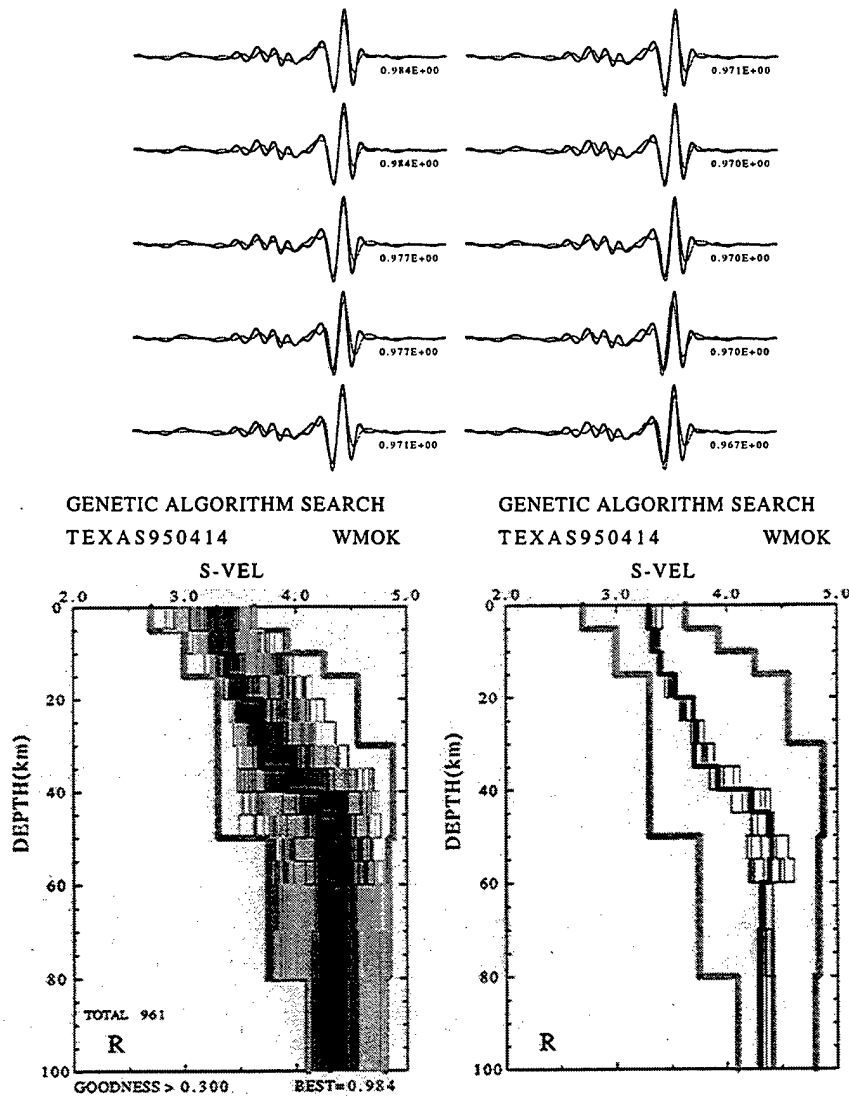 0.984E+00 0.971E+00
0.984E+00 0.970E+00
0.977E+00 0.970E+00
0.977E+00 0.970E+00
0.971E+00 0.967E+00
GENETIC ALGORITHM SEARCH GENETIC ALGORITHM SEARCH
TEXAS950414 WMOK TEXAS950414 WMOK
S-VEL S-VEL
2.0 3.0 4.0 5.0 2.0 3.0 4.0 5.0
0 0
20 20
40 40
DEPTH(km) DEPTH(km)
60 60
80 80
TOTAL 961
R R
100 100
GOODNESS > 0.300 BEST=0.984